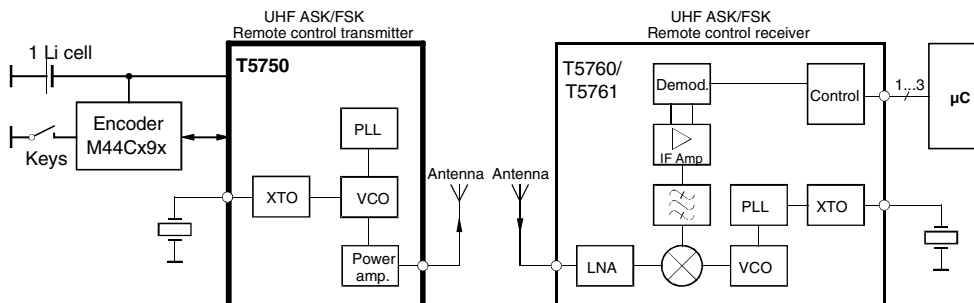 UHF ASK/FSK
Remote control transmitter
1 Li cell
T5750
Encoder
M44Cx9x
Keys
PLL
XTO
VCO
Power
amp.
Antenna
UHF ASK/FSK
Remote control receiver
Antenna
T5760/
T5761
Demod.
Control
1...3
µC
IF Amp
PLL
XTO
LNA
VCO